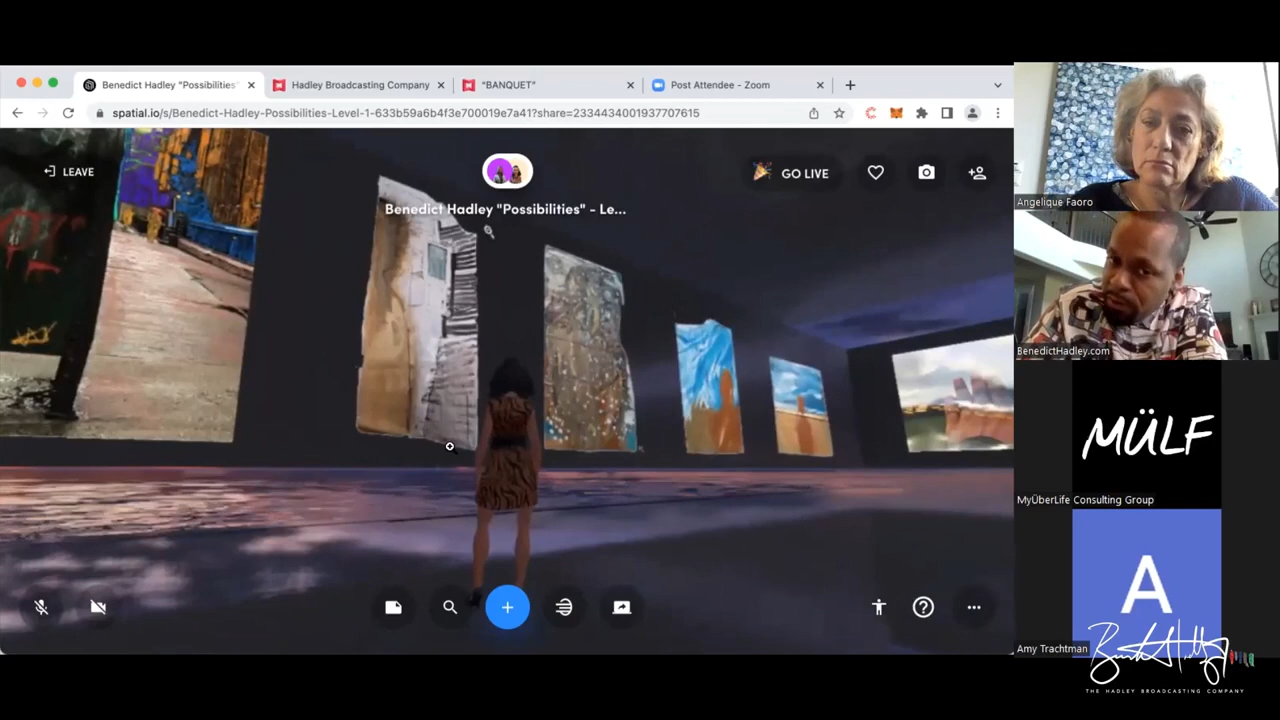 Benedict Hadley "Possibilities"
Hadley Broadcasting Company
"BANQUET"
Post Attendee - Zoom
spatial.io/s/Benedict-Hadley-Possibilities-Level-1-633b59a6b4f3e700019e7a41?share=2334434001937707615
LEAVE
GO LIVE
Benedict Hadley "Possibilities" - Le...
Angelique Faoro
BenedictHadley.com
MÜLF
MyÜberLife Consulting Group
A
Amy Trachtman
THE HADLEY BROADCASTING COMPANY